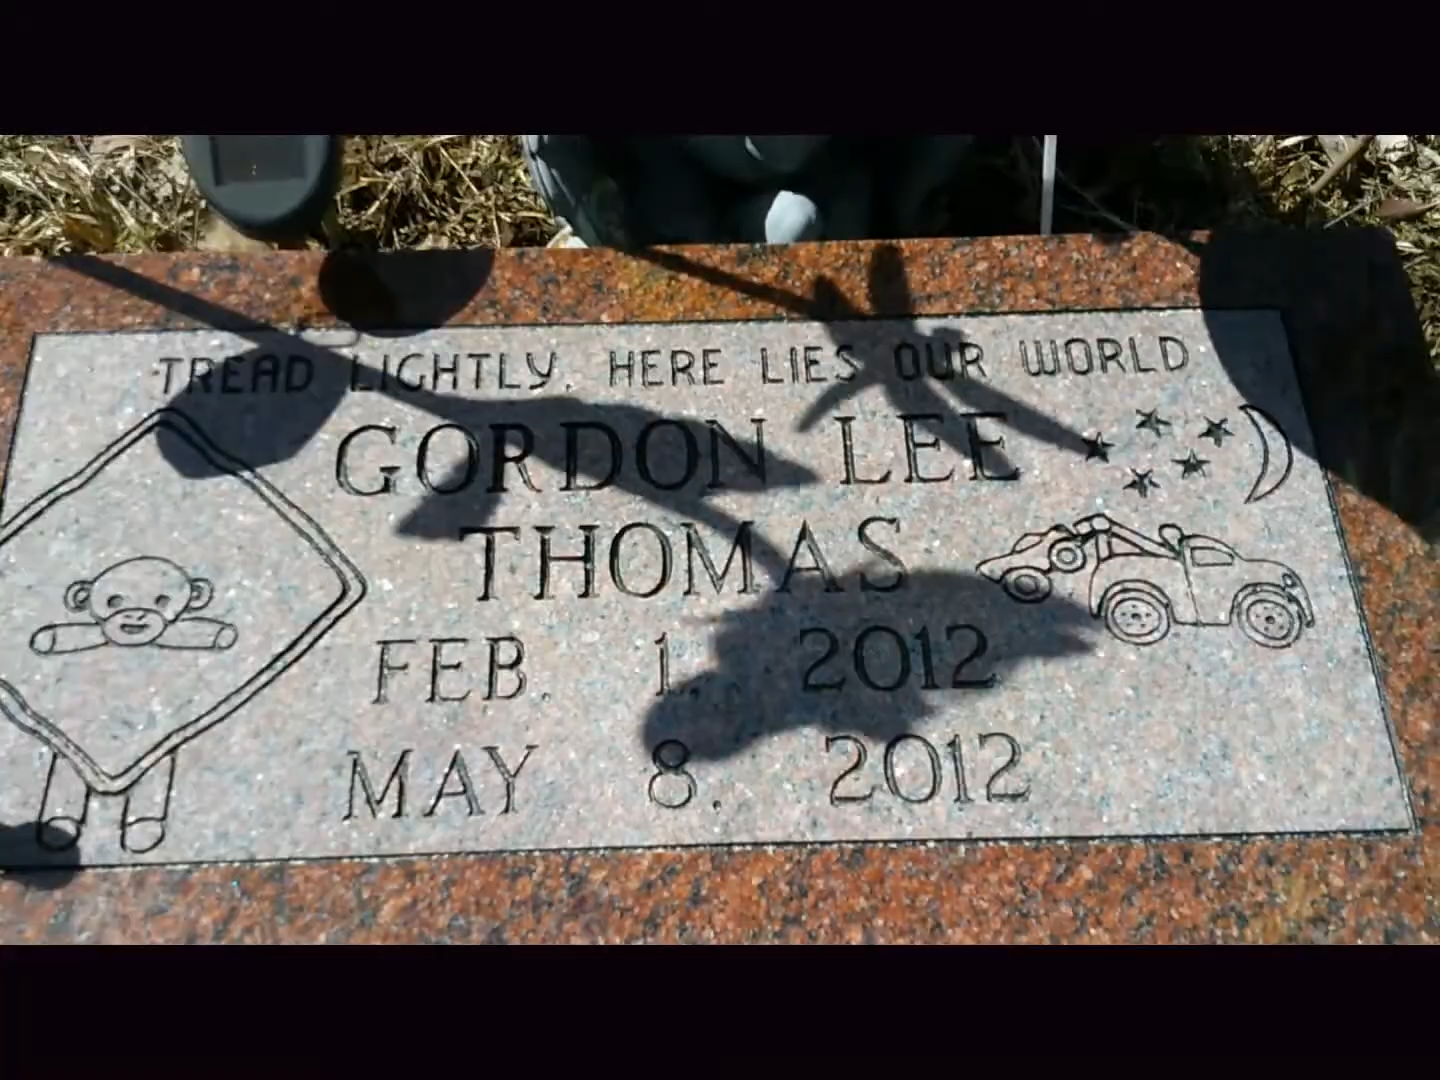 TREAD LIGHTLY, HERE LIES OUR WORLD
GORDON LEE
THOMAS
FEB. 1, 2012
MAY 8, 2012